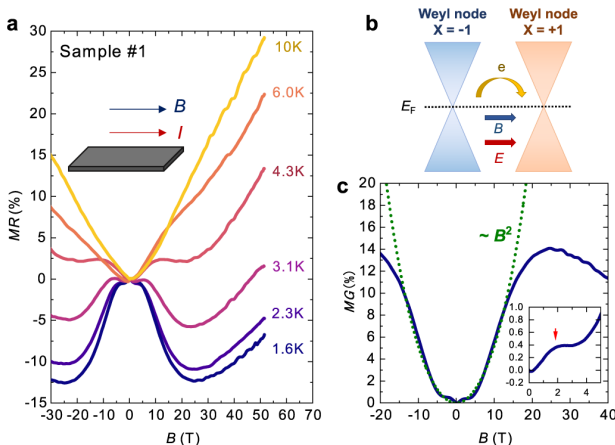 a
Sample #1
B
I
10K
6.0K
4.3K
3.1K
2.3K
1.6K
MR (%)
30
25
20
15
10
5
0
-5
-10
-15
-30 -20 -10 0 10 20 30 40 50 60 70
B (T)
b
Weyl node Weyl node
X = -1 X = +1
e
EF
B
E
c
~ B²
MG (%)
20
18
16
14
12
10
8
6
4
2
0
-20 -10 0 10 20 30 40
B (T)
1.0
0.8
0.6
0.4
0.2
0.0
-0.2
0 2 4